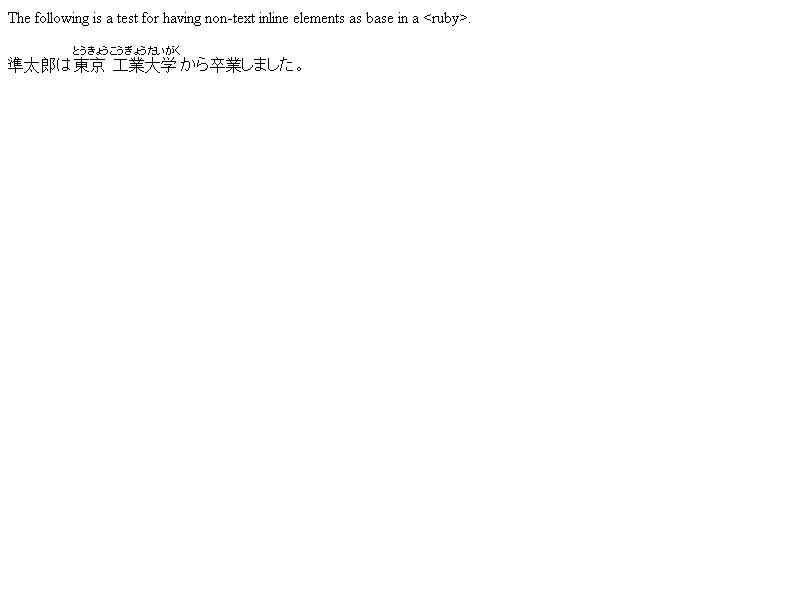 The following is a test for having non-text inline elements as base in a <ruby>.
とうきょうこうぎょうだいがく
準太郎は東京 工業大学から卒業しました。